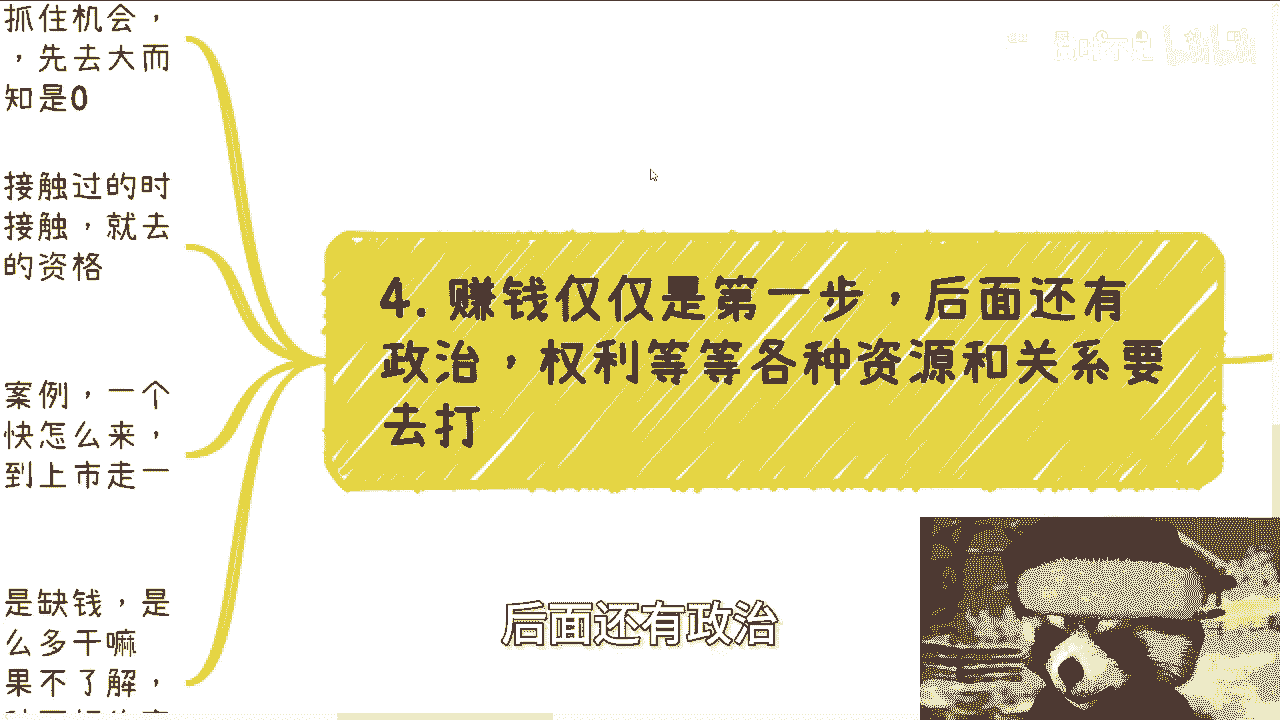 抓住机会，
，先去大而
知是0
接触过的时
接触，就去
的资格
案例，一个
快怎么来，
到上市走一
是缺钱，是
么多干嘛
果不了解，
4. 赚钱仅仅是第一步，后面还有
政治，权利等等各种资源和关系要
去打
后面还有政治